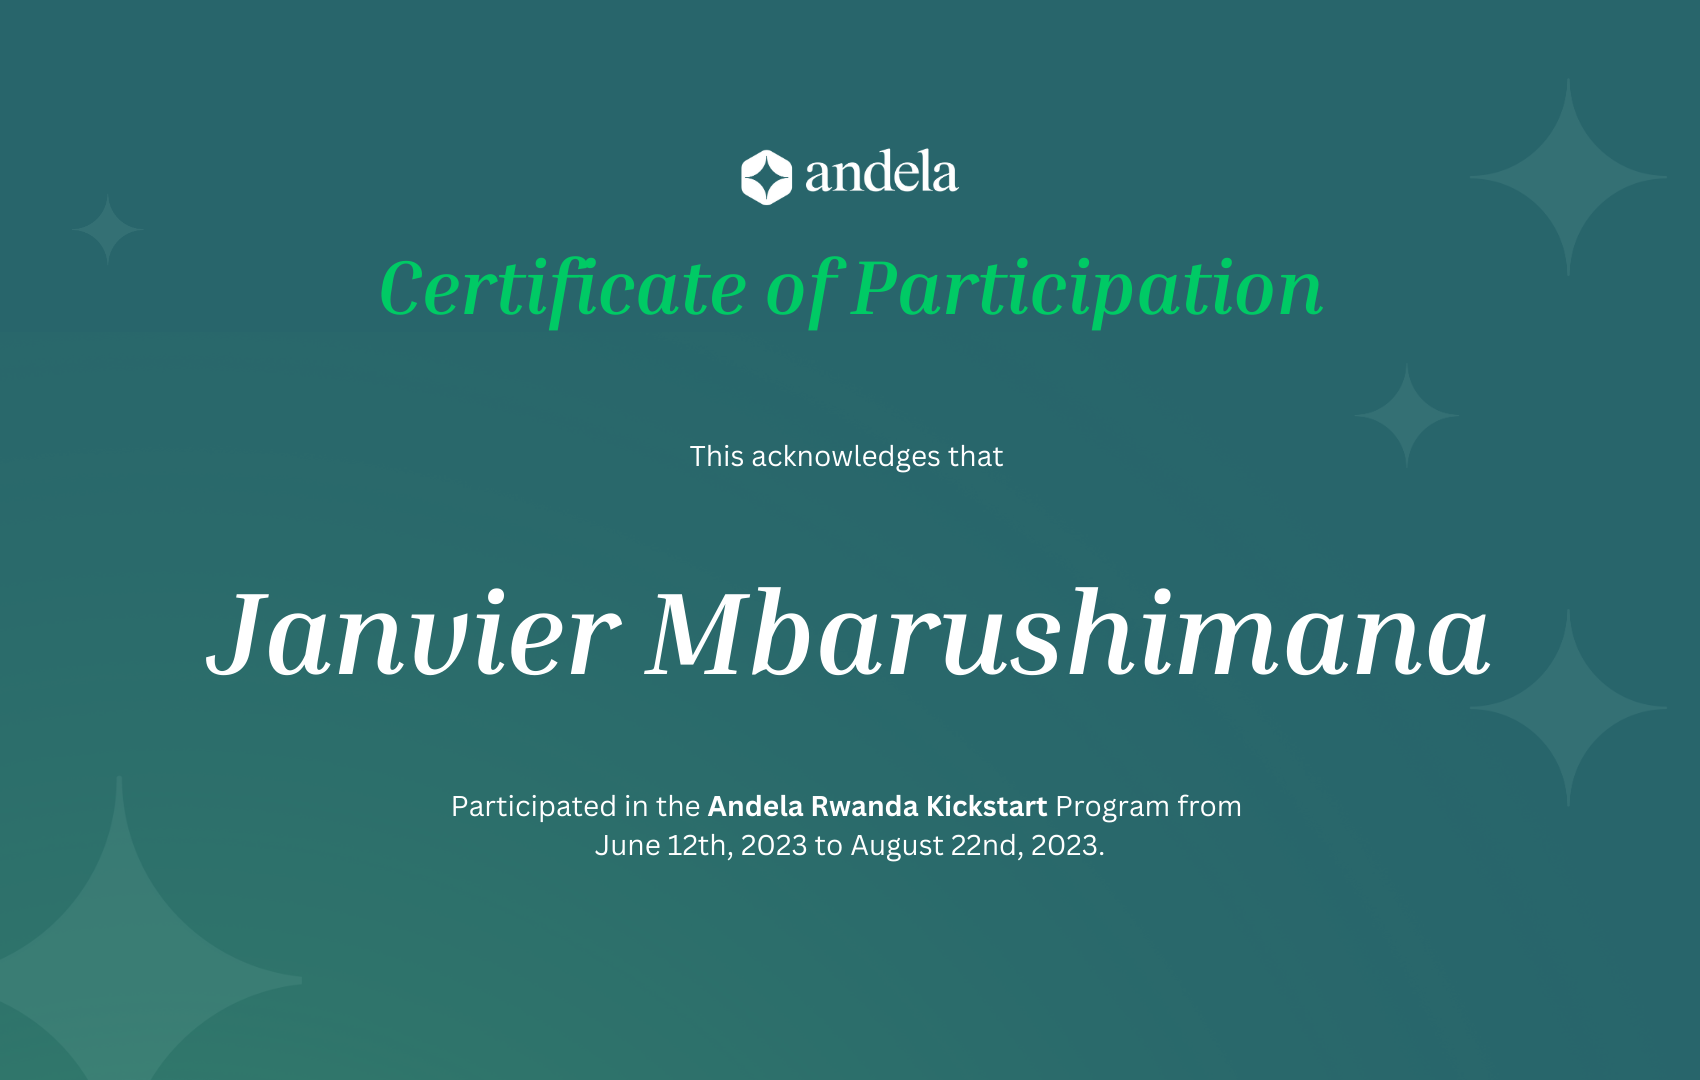 andela
Certificate of Participation
This acknowledges that
Janvier Mbarushimana
Participated in the Andela Rwanda Kickstart Program from
June 12th, 2023 to August 22nd, 2023.